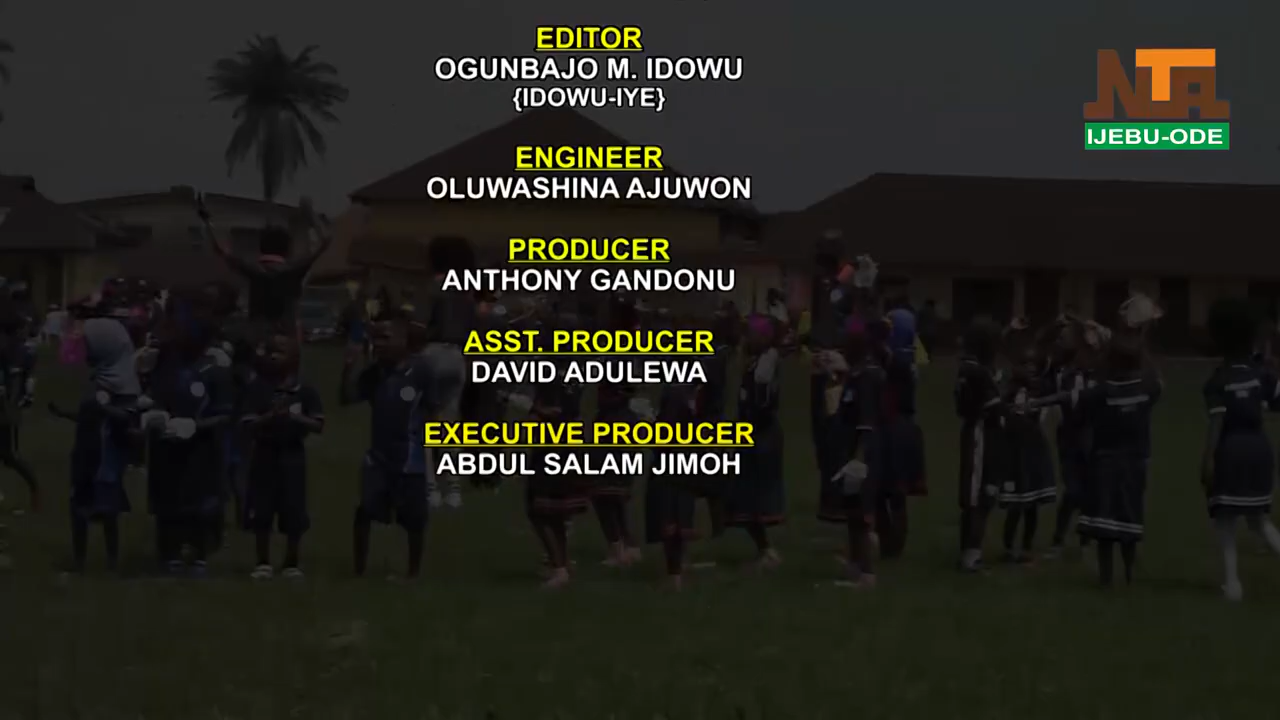 EDITOR
OGUNBAJO M. IDOWU
{IDOWU-IYE}
ENGINEER
OLUWASHINA AJUWON
PRODUCER
ANTHONY GANDONU
ASST. PRODUCER
DAVID ADULEWA
EXECUTIVE PRODUCER
ABDUL SALAM JIMOH
NTA
IJEBU-ODE